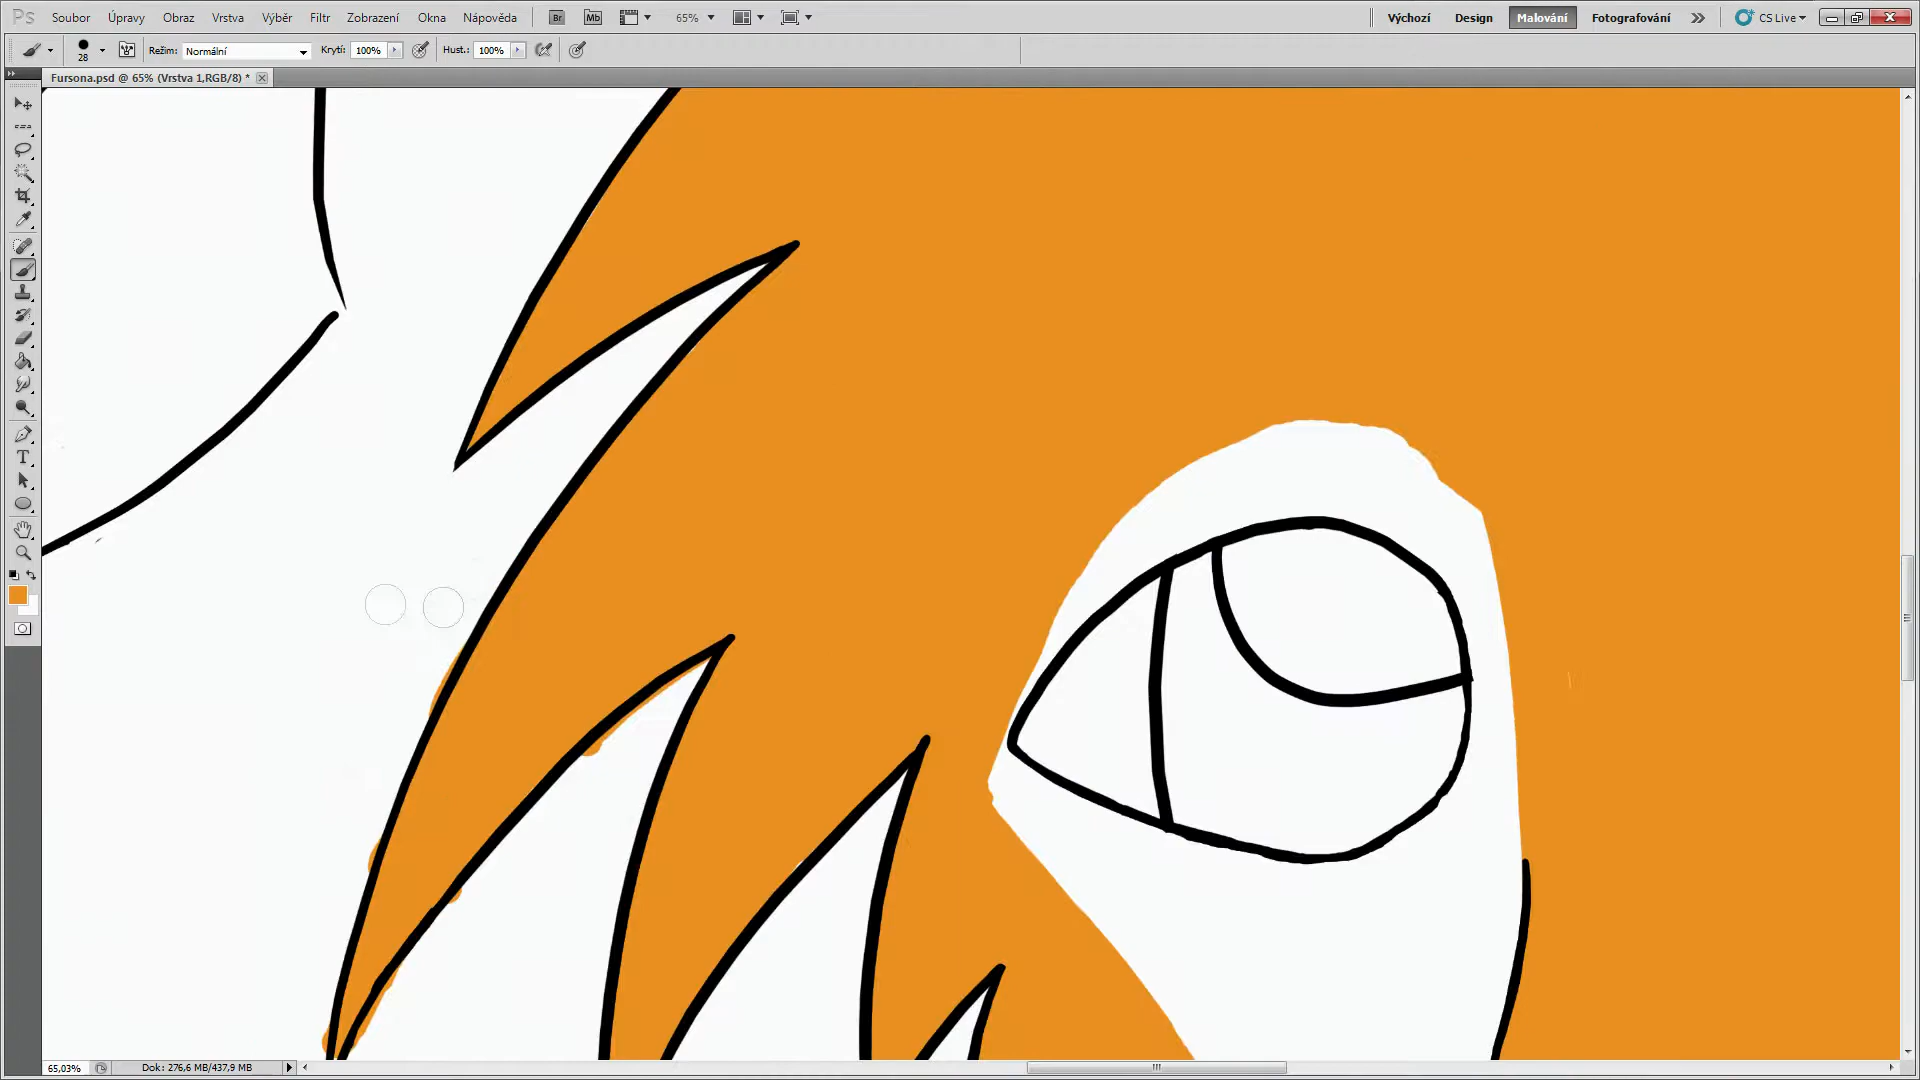 Ps Soubor Úpravy Obraz Vrstva Výběr Filtr Zobrazení Okna Nápověda Br Mb 65% Výchozí Design Malování Fotografování CS Live
28 Režim: Normální Krytí: 100% Hust.: 100%
Fursona.psd @ 65% (Vrstva 1,RGB/8) *
T
65,03% Dok: 276,6 MB/437,9 MB